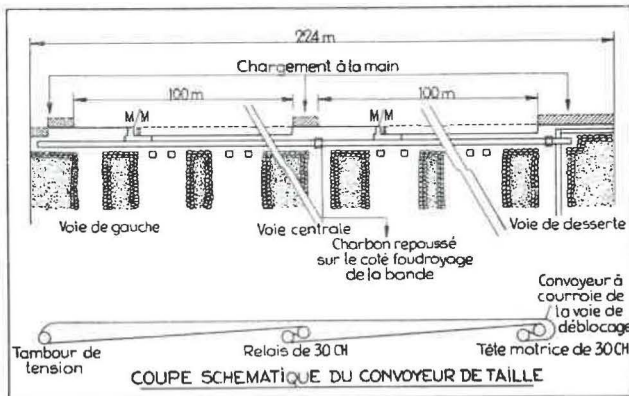 224 m
Chargement à la main
100 m
100 m
M M
M M
Voie de gauche
Voie centrale
Voie de desserte
Charbon repoussé
sur le coté foudroyage
de la bande
Convoyeur à
courroie de
la voie de
déblocage
Tambour de
tension
Relais de 30 CH
Tête motrice de 30 CH
COUPE SCHEMATIQUE DU CONVOYEUR DE TAILLE